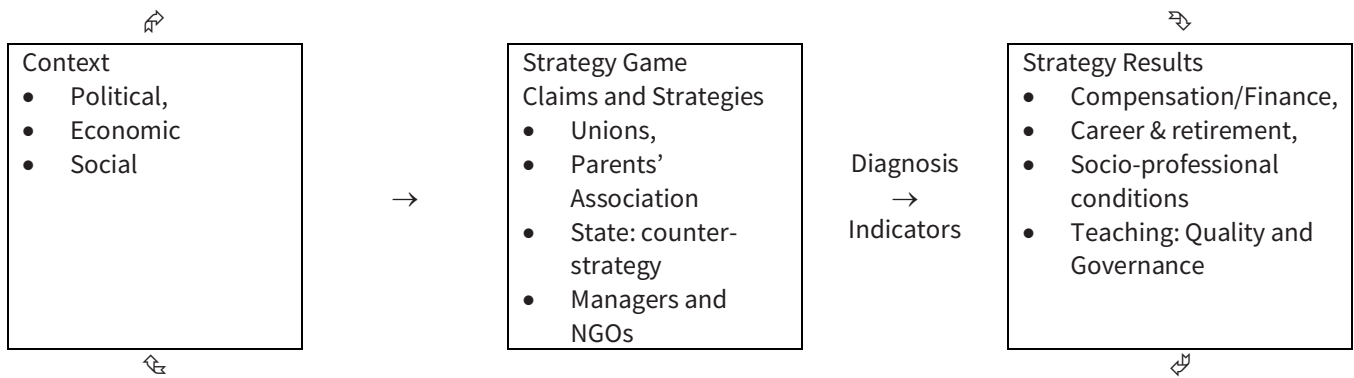 Context
• Political,
• Economic
• Social
→
Strategy Game
Claims and Strategies
• Unions,
• Parents’
Association
• State: counter-
strategy
• Managers and
NGOs
Diagnosis
→
Indicators
Strategy Results
• Compensation/Finance,
• Career & retirement,
• Socio-professional
conditions
• Teaching: Quality and
Governance